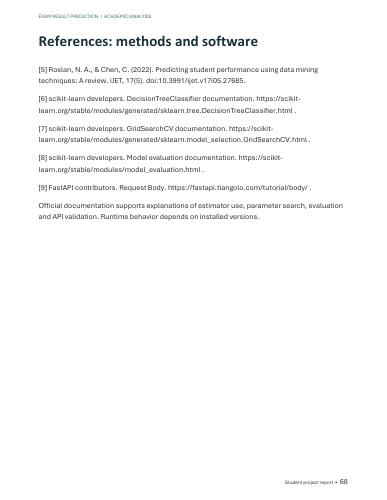 EXAM RESULT PREDICTION | ACADEMIC ANALYSIS
References: methods and software
[5] Roslan, N. A., & Chen, C. (2022). Predicting student performance using data mining
techniques: A review. iJET, 17(5). doi:10.3991/ijet.v17i05.27685.
[6] scikit-learn developers. DecisionTreeClassifier documentation. https://scikit-
learn.org/stable/modules/generated/sklearn.tree.DecisionTreeClassifier.html .
[7] scikit-learn developers. GridSearchCV documentation. https://scikit-
learn.org/stable/modules/generated/sklearn.model_selection.GridSearchCV.html .
[8] scikit-learn developers. Model evaluation documentation. https://scikit-
learn.org/stable/modules/model_evaluation.html .
[9] FastAPI contributors. Request Body. https://fastapi.tiangolo.com/tutorial/body/ .
Official documentation supports explanations of estimator use, parameter search, evaluation
and API validation. Runtime behavior depends on installed versions.
Student project report • 68